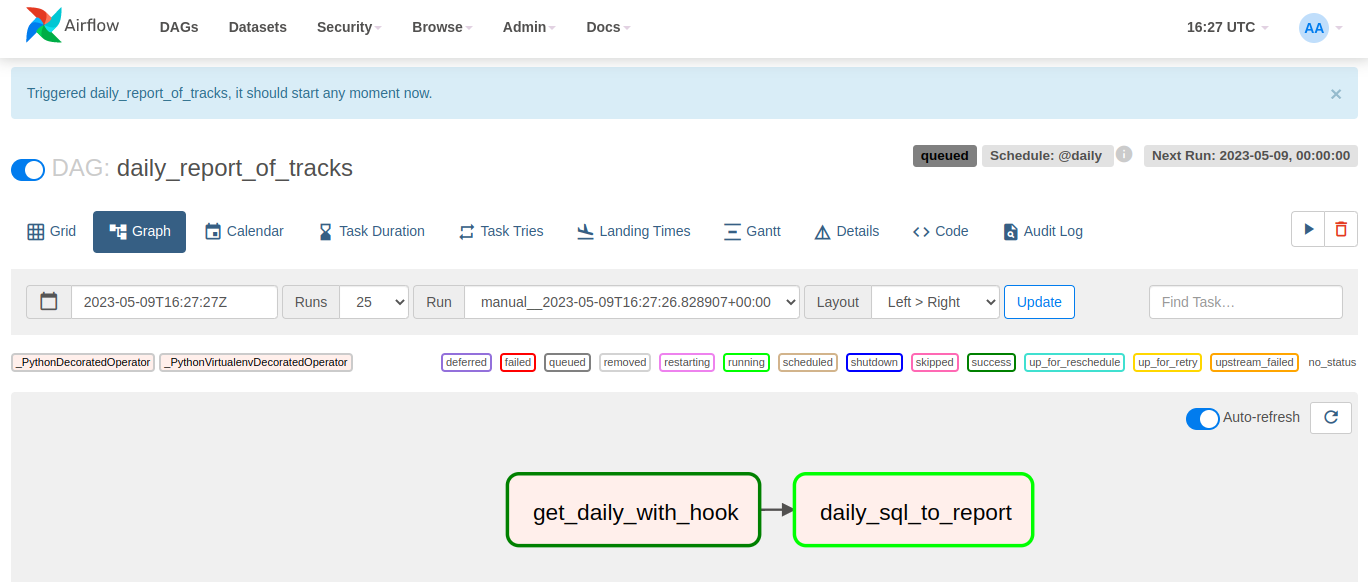 Airflow DAGs Datasets Security Browse Admin Docs 16:27 UTC AA
Triggered daily_report_of_tracks, it should start any moment now. ×
DAG: daily_report_of_tracks queued Schedule: @daily i Next Run: 2023-05-09, 00:00:00
Grid Graph Calendar Task Duration Task Tries Landing Times Gantt Details Code Audit Log
2023-05-09T16:27:27Z Runs 25 Run manual__2023-05-09T16:27:26.828907+00:00 Layout Left > Right Update Find Task…
_PythonDecoratedOperator _PythonVirtualenvDecoratedOperator deferred failed queued removed restarting running scheduled shutdown skipped success up_for_reschedule up_for_retry upstream_failed no_status
Auto-refresh
get_daily_with_hook daily_sql_to_report